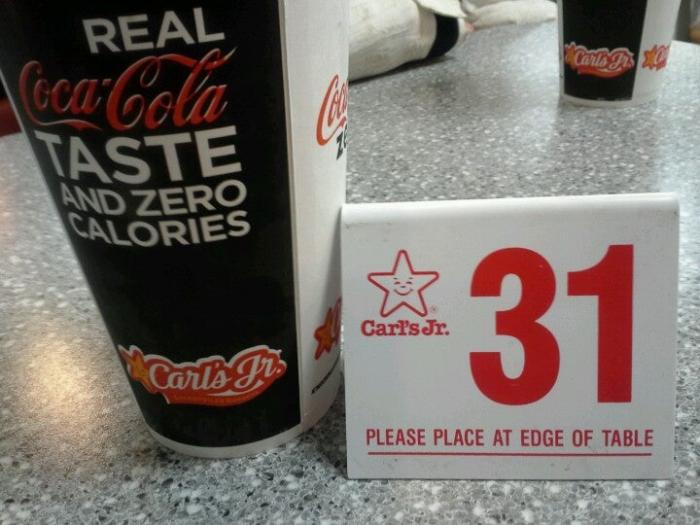 REAL
Coca-Cola
TASTE
AND ZERO
CALORIES
Carl's Jr.
Carl's Jr.
31
PLEASE PLACE AT EDGE OF TABLE
Carl's Jr.